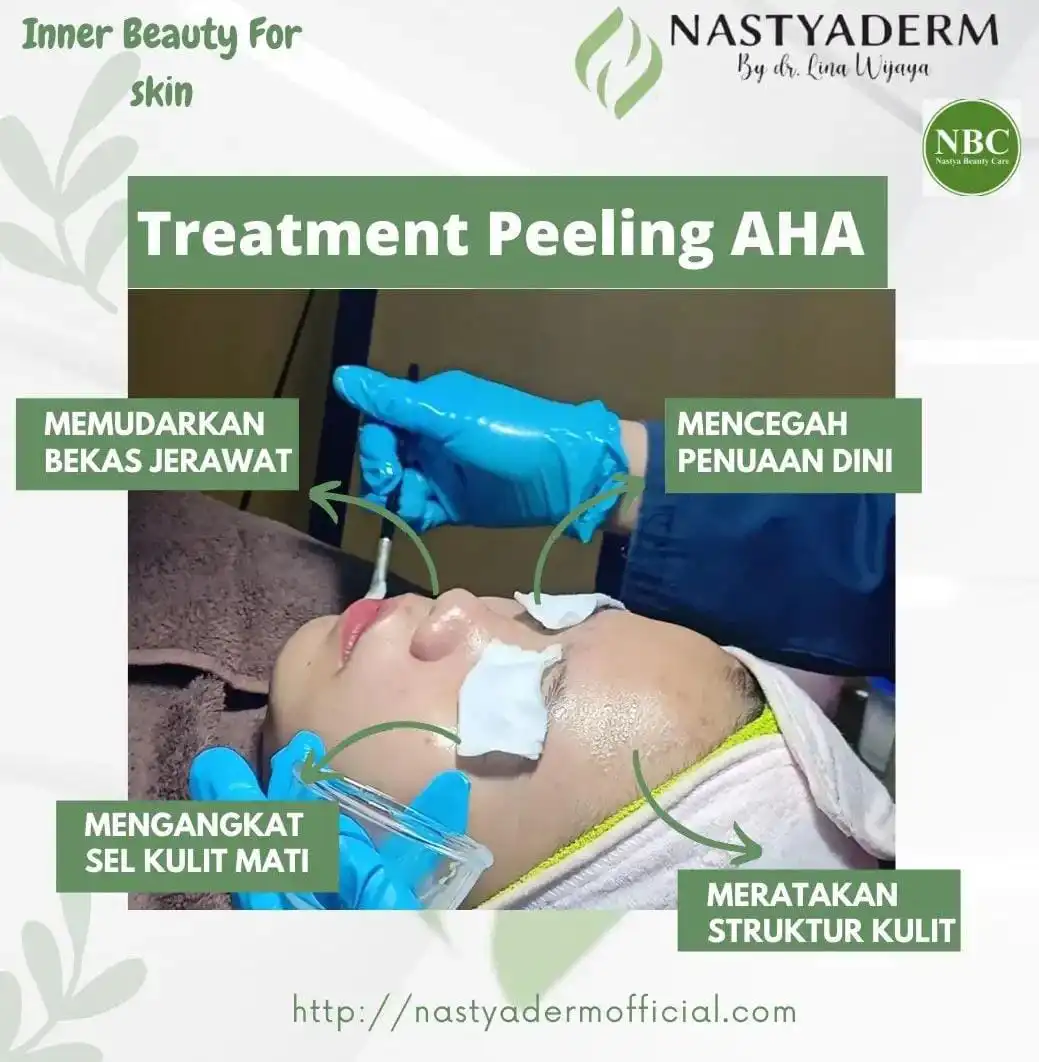 Inner Beauty For
skin
NASTYADERM
By dr. Lina Wijaya
NBC
Nastya Beauty Care
Treatment Peeling AHA
MEMUDARKAN
BEKAS JERAWAT
MENCEGAH
PENUAAN DINI
MENGANGKAT
SEL KULIT MATI
MERATAKAN
STRUKTUR KULIT
http://nastyadermofficial.com